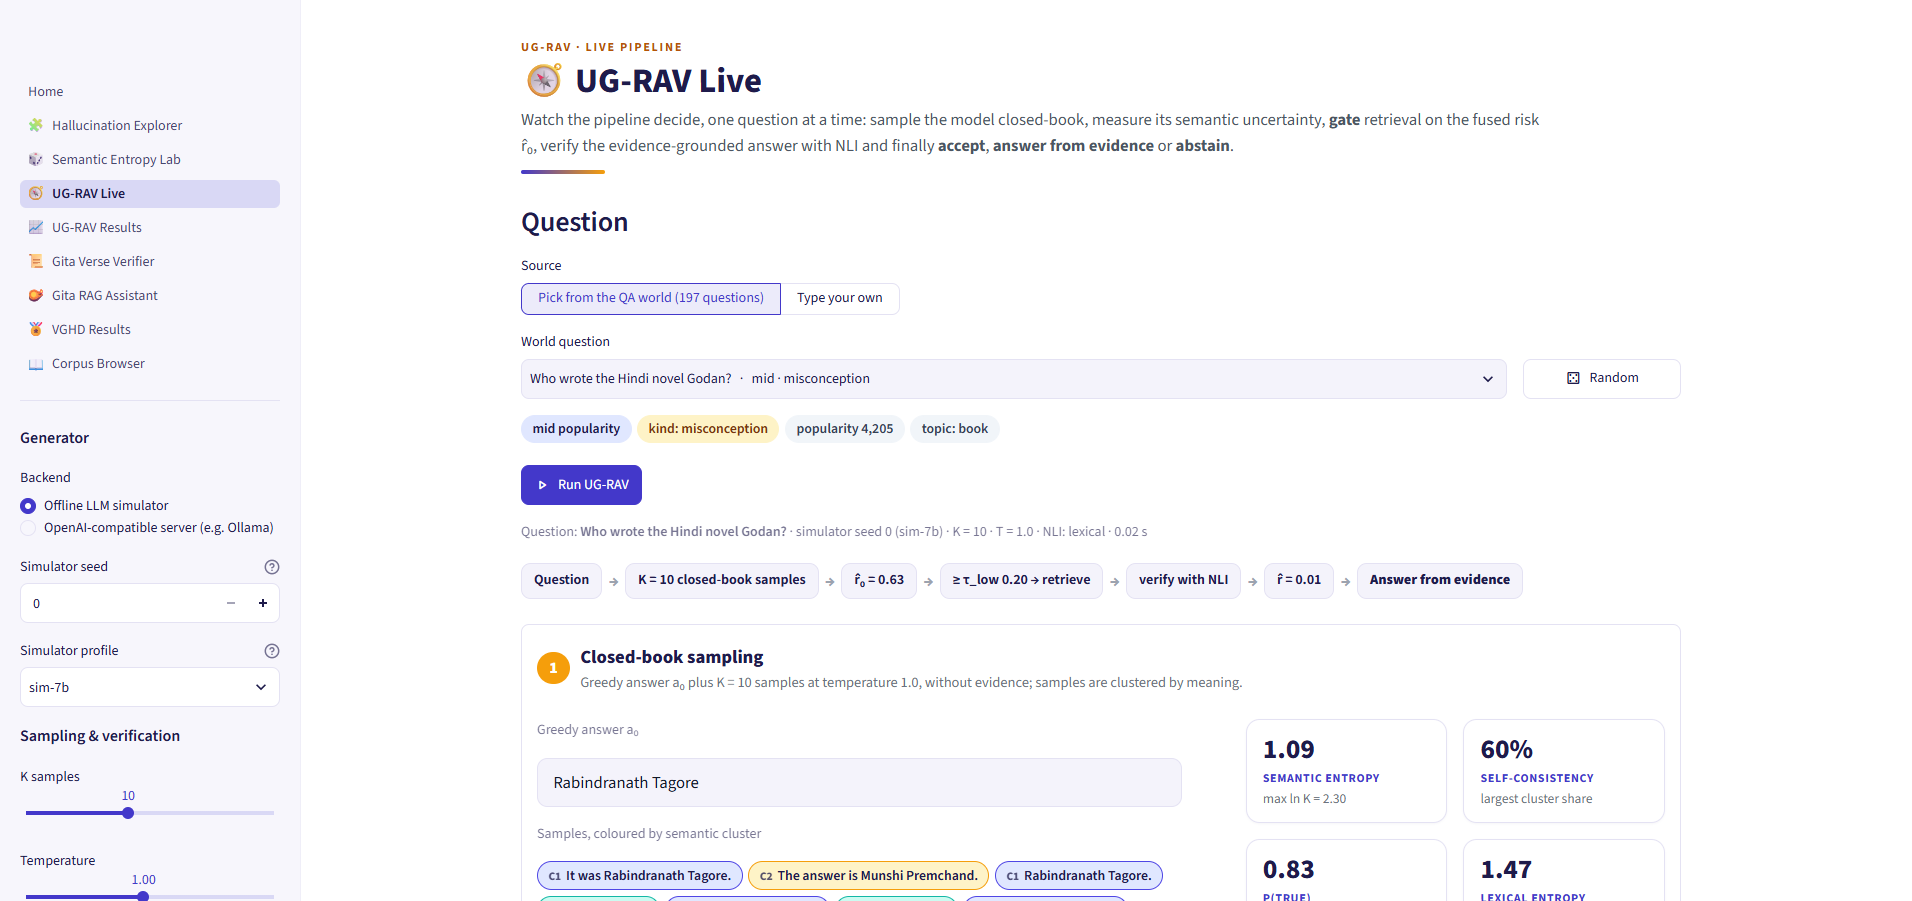 Home
Hallucination Explorer
Semantic Entropy Lab
UG-RAV Live
UG-RAV Results
Gita Verse Verifier
Gita RAG Assistant
VGHD Results
Corpus Browser
Generator
Backend
Offline LLM simulator
OpenAI-compatible server (e.g. Ollama)
Simulator seed
0
Simulator profile
sim-7b
Sampling & verification
K samples
10
Temperature
1.00
UG-RAV · LIVE PIPELINE
UG-RAV Live
Watch the pipeline decide, one question at a time: sample the model closed-book, measure its semantic uncertainty, gate retrieval on the fused risk
r̂₀, verify the evidence-grounded answer with NLI and finally accept, answer from evidence or abstain.
Question
Source
Pick from the QA world (197 questions)
Type your own
World question
Who wrote the Hindi novel Godan? · mid · misconception
Random
mid popularity
kind: misconception
popularity 4,205
topic: book
Run UG-RAV
Question: Who wrote the Hindi novel Godan? · simulator seed 0 (sim-7b) · K = 10 · T = 1.0 · NLI: lexical · 0.02 s
Question → K = 10 closed-book samples → r̂₀ = 0.63 → ≥ τ_low 0.20 → retrieve → verify with NLI → r̂ = 0.01 → Answer from evidence
1
Closed-book sampling
Greedy answer a₀ plus K = 10 samples at temperature 1.0, without evidence; samples are clustered by meaning.
Greedy answer a₀
Rabindranath Tagore
Samples, coloured by semantic cluster
C1 It was Rabindranath Tagore.
C2 The answer is Munshi Premchand.
C1 Rabindranath Tagore.
1.09
SEMANTIC ENTROPY
max ln K = 2.30
60%
SELF-CONSISTENCY
largest cluster share
0.83
P(TRUE)
1.47
LEXICAL ENTROPY